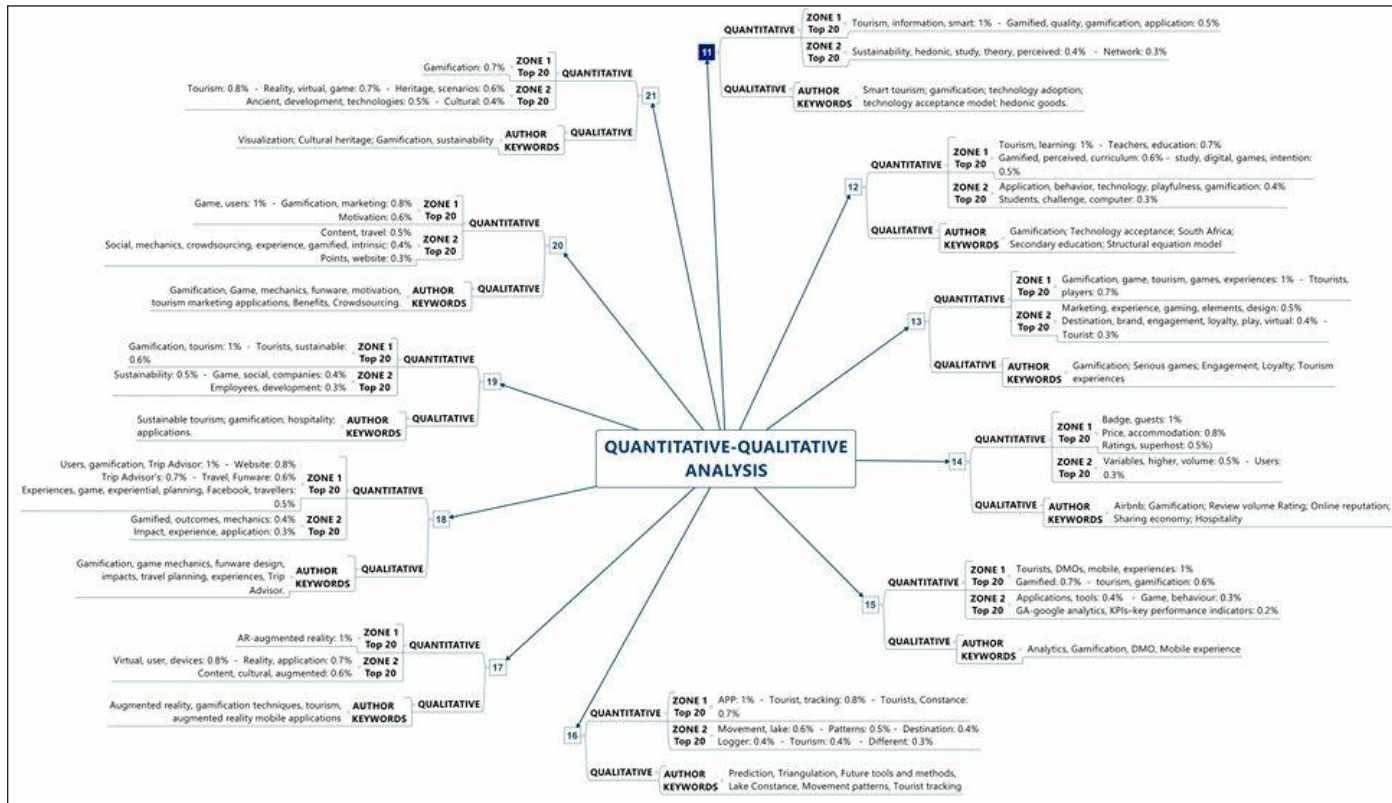 QUANTITATIVE-QUALITATIVE
ANALYSIS
11
QUANTITATIVE
ZONE 1
Top 20
Tourism, information, smart: 1% - Gamified, quality, gamification, application: 0.5%
ZONE 2
Top 20
Sustainability, hedonic, study, theory, perceived: 0.4% - Network: 0.3%
QUALITATIVE
AUTHOR
KEYWORDS
Smart tourism; gamification; technology adoption;
technology acceptance model; hedonic goods.
12
QUANTITATIVE
ZONE 1
Top 20
Tourism, learning: 1% - Teachers, education: 0.7%
Gamified, perceived, curriculum: 0.6% - study, digital, games, intention:
0.5%
ZONE 2
Top 20
Application, behavior, technology, playfulness, gamification: 0.4%
Students, challenge, computer: 0.3%
QUALITATIVE
AUTHOR
KEYWORDS
Gamification; Technology acceptance; South Africa;
Secondary education; Structural equation model
13
QUANTITATIVE
ZONE 1
Top 20
Gamification, game, tourism, games, experiences: 1% - Ttourists,
players: 0.7%
ZONE 2
Top 20
Marketing, experience, gaming, elements, design: 0.5%
Destination, brand, engagement, loyalty, play, virtual: 0.4% -
Tourist: 0.3%
QUALITATIVE
AUTHOR
KEYWORDS
Gamification; Serious games; Engagement; Loyalty; Tourism
experiences
14
QUANTITATIVE
ZONE 1
Top 20
Badge, guests: 1%
Price, accommodation: 0.8%
Ratings, superhost: 0.5%)
ZONE 2
Top 20
Variables, higher, volume: 0.5% - Users:
0.3%
QUALITATIVE
AUTHOR
KEYWORDS
Airbnb; Gamification; Review volume Rating; Online reputation;
Sharing economy; Hospitality
15
QUANTITATIVE
ZONE 1
Top 20
Tourists, DMOs, mobile, experiences: 1%
Gamified: 0.7% - tourism, gamification: 0.6%
ZONE 2
Top 20
Applications, tools: 0.4% - Game, behaviour: 0.3%
GA-google analytics, KPIs–key performance indicators: 0.2%
QUALITATIVE
AUTHOR
KEYWORDS
Analytics, Gamification, DMO, Mobile experience
16
QUANTITATIVE
ZONE 1
Top 20
APP: 1% - Tourist, tracking: 0.8% - Tourists, Constance:
0.7%
ZONE 2
Top 20
Movement, lake: 0.6% - Patterns: 0.5% - Destination: 0.4%
Logger: 0.4% - Tourism: 0.4% - Different: 0.3%
QUALITATIVE
AUTHOR
KEYWORDS
Prediction, Triangulation, Future tools and methods,
Lake Constance, Movement patterns, Tourist tracking
17
QUANTITATIVE
ZONE 1
Top 20
AR-augmented reality: 1%
ZONE 2
Top 20
Virtual, user, devices: 0.8% - Reality, application: 0.7%
Content, cultural, augmented: 0.6%
QUALITATIVE
AUTHOR
KEYWORDS
Augmented reality, gamification techniques, tourism,
augmented reality mobile applications
18
QUANTITATIVE
ZONE 1
Top 20
Users, gamification, Trip Advisor: 1% - Website: 0.8%
Trip Advisor's: 0.7% - Travel, Funware: 0.6%
Experiences, game, experiential, planning, Facebook, travellers:
0.5%
ZONE 2
Top 20
Gamified, outcomes, mechanics: 0.4%
Impact, experience, application: 0.3%
QUALITATIVE
AUTHOR
KEYWORDS
Gamification, game mechanics, funware design,
impacts, travel planning, experiences, Trip
Advisor.
19
QUANTITATIVE
ZONE 1
Top 20
Gamification, tourism: 1% - Tourists, sustainable:
0.6%
ZONE 2
Top 20
Sustainability: 0.5% - Game, social, companies: 0.4%
Employees, development: 0.3%
QUALITATIVE
AUTHOR
KEYWORDS
Sustainable tourism; gamification; hospitality;
applications.
20
QUANTITATIVE
ZONE 1
Top 20
Game, users: 1% - Gamification, marketing: 0.8%
Motivation: 0.6%
ZONE 2
Top 20
Content, travel: 0.5%
Social, mechanics, crowdsourcing, experience, gamified, intrinsic: 0.4%
Points, website: 0.3%
QUALITATIVE
AUTHOR
KEYWORDS
Gamification, Game, mechanics, funware, motivation,
tourism marketing applications, Benefits, Crowdsourcing.
21
QUANTITATIVE
ZONE 1
Top 20
Gamification: 0.7%
ZONE 2
Top 20
Tourism: 0.8% - Reality, virtual, game: 0.7% - Heritage, scenarios: 0.6%
Ancient, development, technologies: 0.5% - Cultural: 0.4%
QUALITATIVE
AUTHOR
KEYWORDS
Visualization; Cultural heritage; Gamification, sustainability